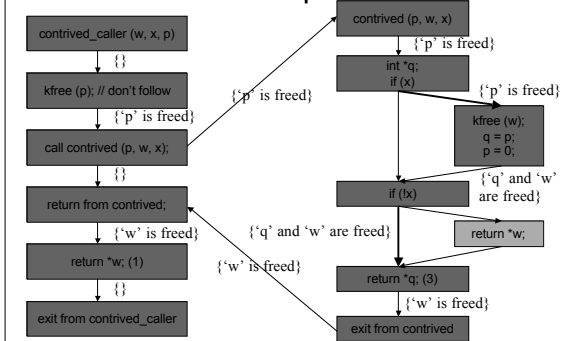 contrived_caller (w, x, p)
{}
kfree (p); // don't follow
{‘p’ is freed}
call contrived (p, w, x);
{}
return from contrived;
{‘w’ is freed}
return *w; (1)
{}
exit from contrived_caller
{‘p’ is freed}
{‘w’ is freed}
contrived (p, w, x)
{‘p’ is freed}
int *q;
if (x)
{‘p’ is freed}
kfree (w);
q = p;
p = 0;
{‘q’ and ‘w’
are freed}
if (!x)
{‘q’ and ‘w’ are freed}
return *w;
return *q; (3)
{‘w’ is freed}
exit from contrived